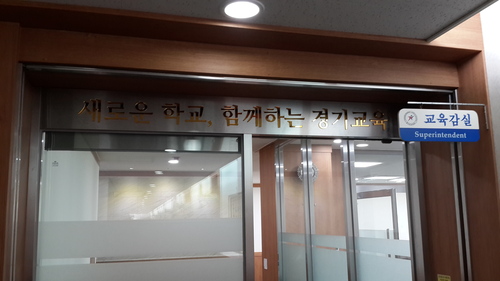 새로운 학교, 함께하는 경기교육
교육감실
Superintendent